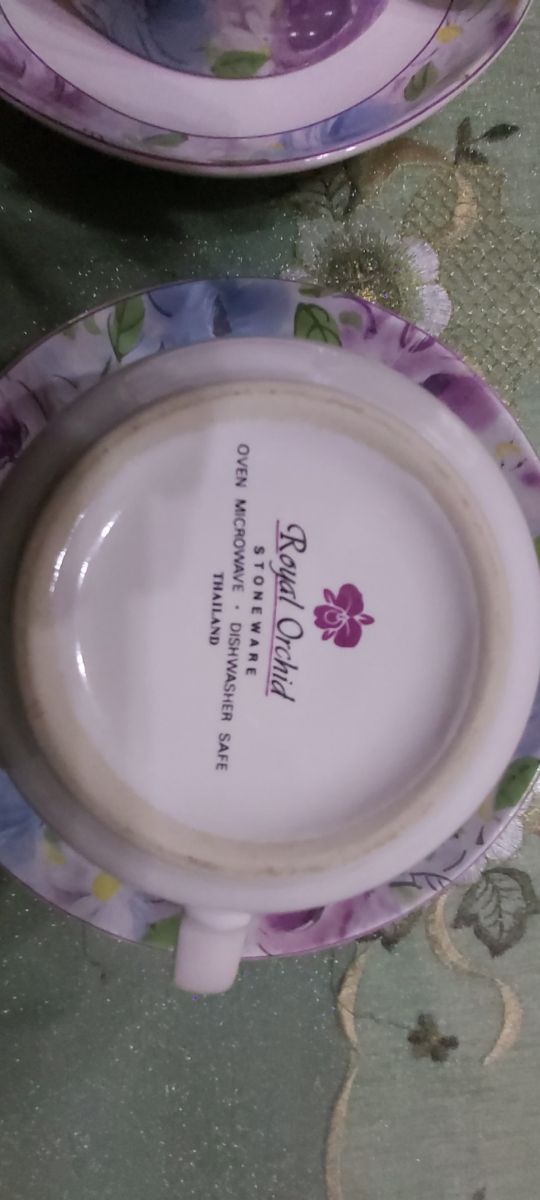 Royal Orchid
STONEWARE
OVEN MICROWAVE · DISHWASHER SAFE
THAILAND